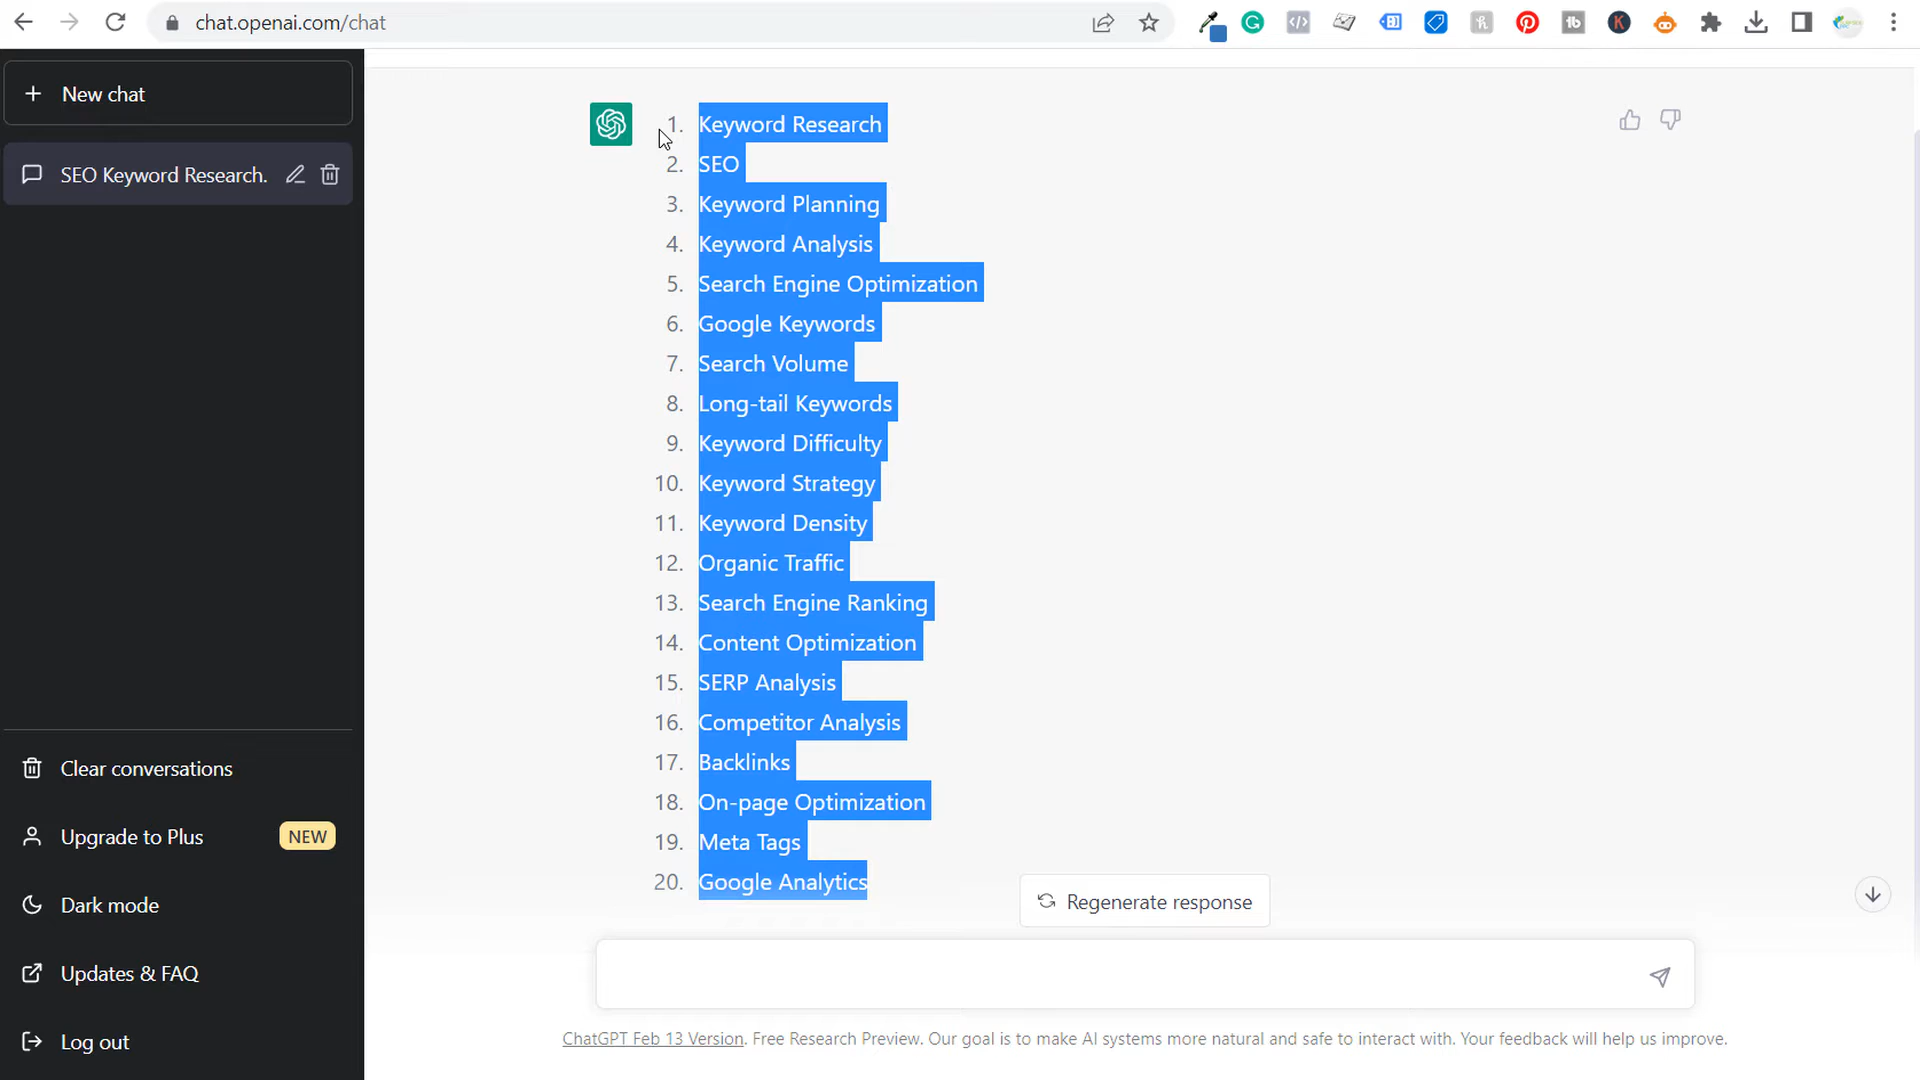 chat.openai.com/chat
New chat
SEO Keyword Research.
1. Keyword Research
2. SEO
3. Keyword Planning
4. Keyword Analysis
5. Search Engine Optimization
6. Google Keywords
7. Search Volume
8. Long-tail Keywords
9. Keyword Difficulty
10. Keyword Strategy
11. Keyword Density
12. Organic Traffic
13. Search Engine Ranking
14. Content Optimization
15. SERP Analysis
16. Competitor Analysis
17. Backlinks
18. On-page Optimization
19. Meta Tags
20. Google Analytics
Clear conversations
Upgrade to Plus NEW
Dark mode
Updates & FAQ
Log out
Regenerate response
ChatGPT Feb 13 Version. Free Research Preview. Our goal is to make AI systems more natural and safe to interact with. Your feedback will help us improve.